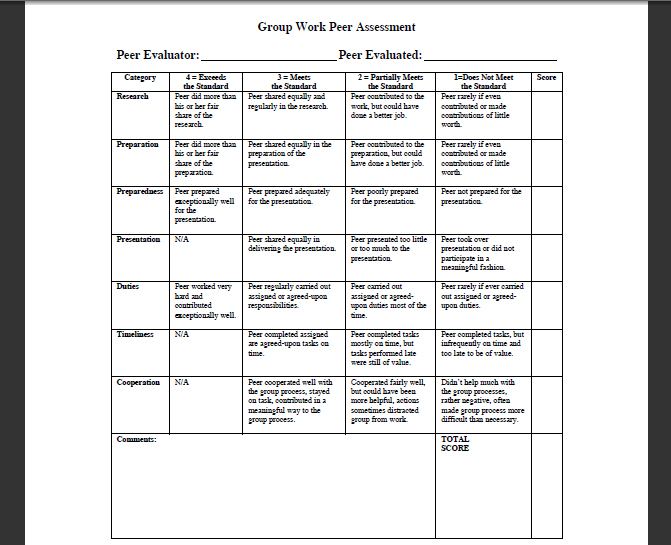 Group Work Peer Assessment
Peer Evaluator: Peer Evaluated:
Category
4 = Exceeds
the Standard
3 = Meets
the Standard
2 = Partially Meets
the Standard
1=Does Not Meet
the Standard
Score
Research
Peer did more than
his or her fair
share of the
research.
Peer shared equally and
regularly in the research.
Peer contributed to the
work, but could have
done a better job.
Peer rarely if even
contributed or made
contributions of little
worth.
Preparation
Peer did more than
his or her fair
share of the
preparation.
Peer shared equally in the
preparation of the
presentation.
Peer contributed to the
preparation, but could
have done a better job.
Peer rarely if even
contributed or made
contributions of little
worth.
Preparedness
Peer prepared
exceptionally well
for the
presentation.
Peer prepared adequately
for the presentation.
Peer poorly prepared
for the presentation.
Peer not prepared for the
presentation.
Presentation
N/A
Peer shared equally in
delivering the presentation.
Peer presented too little
or too much to the
presentation.
Peer took over
presentation or did not
participate in a
meaningful fashion.
Duties
Peer worked very
hard and
contributed
exceptionally well.
Peer regularly carried out
assigned or agreed-upon
responsibilities.
Peer carried out
assigned or agreed-
upon duties most of the
time.
Peer rarely if ever carried
out assigned or agreed-
upon duties.
Timeliness
N/A
Peer completed assigned
are agreed-upon tasks on
time.
Peer completed tasks
mostly on time, but
tasks performed late
were still of value.
Peer completed tasks, but
infrequently on time and
too late to be of value.
Cooperation
N/A
Peer cooperated well with
the group process, stayed
on task, contributed in a
meaningful way to the
group process.
Cooperated fairly well,
but could have been
more helpful, actions
sometimes distracted
group from work.
Didn't help much with
the group processes,
rather negative, often
made group process more
difficult than necessary.
Comments:
TOTAL
SCORE